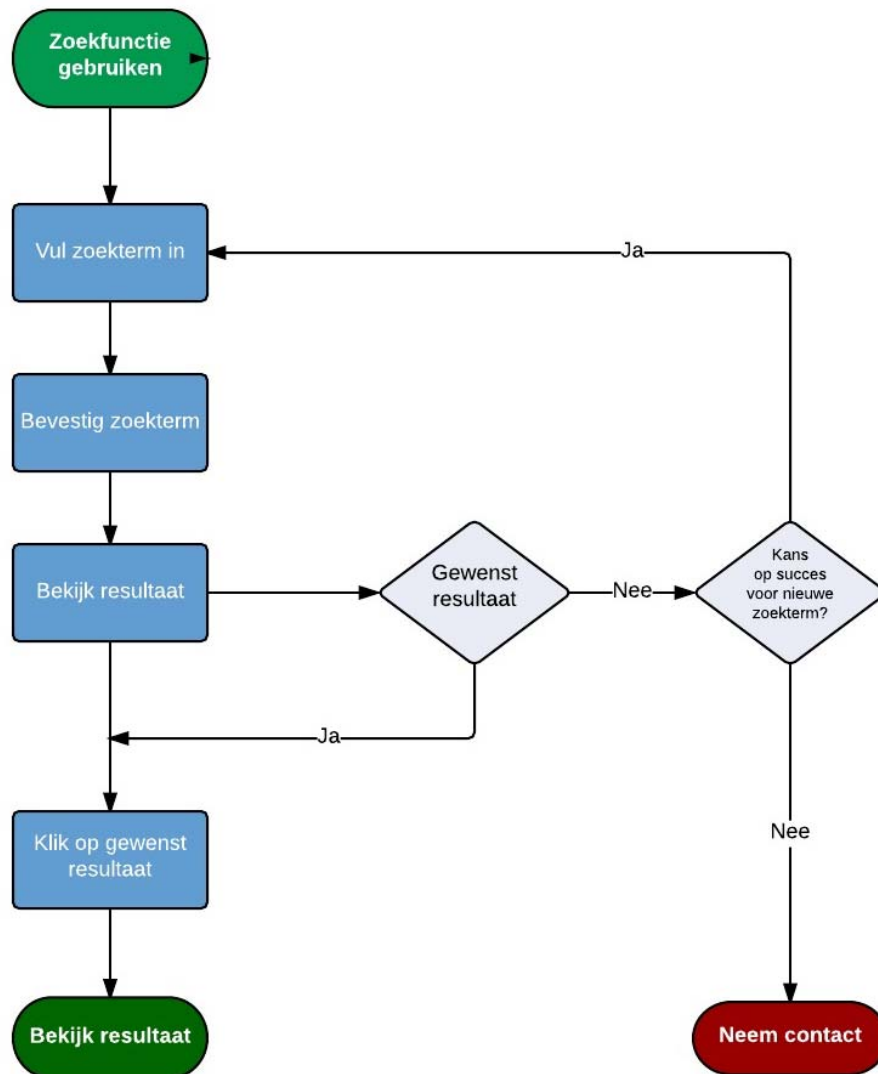 Zoekfunctie
gebruiken
Vul zoekterm in
Ja
Bevestig zoekterm
Bekijk resultaat
Gewenst
resultaat
Nee
Kans
op succes
voor nieuwe
zoekterm?
Ja
Klik op gewenst
resultaat
Nee
Bekijk resultaat
Neem contact